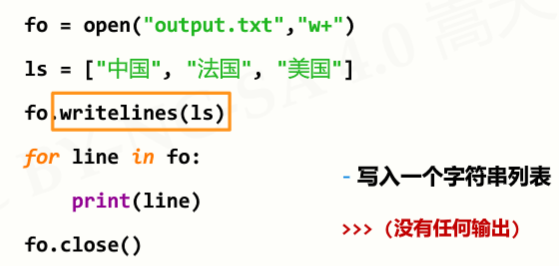 fo = open("output.txt","w+")
ls = ["中国", "法国", "美国"]
fo.writelines(ls)
for line in fo:
    print(line)
fo.close()
- 写入一个字符串列表
>>>（没有任何输出）